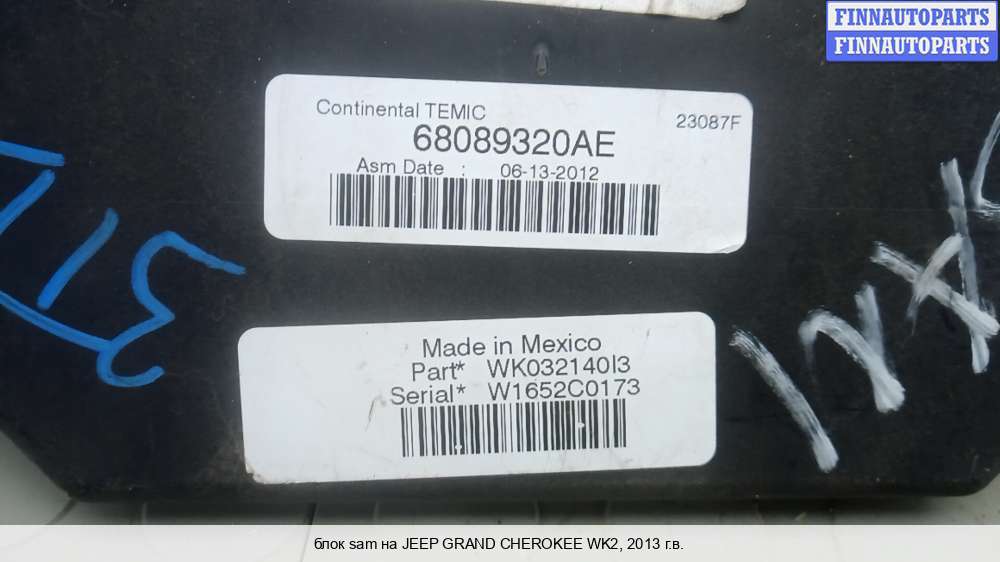 FINNAUTOPARTS
FINNAUTOPARTS
Continental TEMIC
23087F
68089320AE
Asm Date : 06-13-2012
Made in Mexico
Part* WK032140I3
Serial* W1652C0173
блок sam на JEEP GRAND CHEROKEE WK2, 2013 г.в.